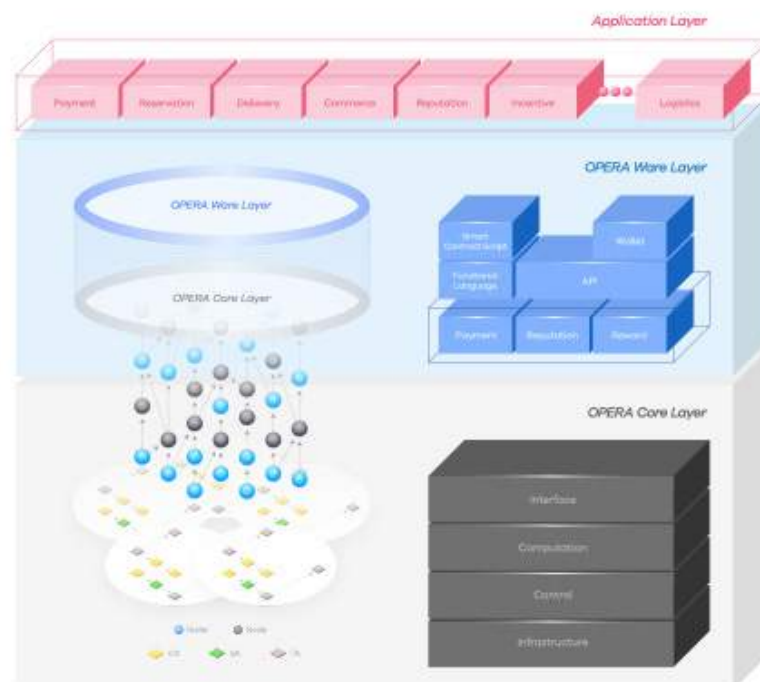 Application Layer
Payment
Reservation
Delivery
Commerce
Reputation
Incentive
Logistics
OPERA Ware Layer
OPERA Ware Layer
Smart
Contract Script
Wallet
Functional
Language
API
OPERA Core Layer
Payment
Reputation
Reward
OPERA Core Layer
Interface
Computation
Control
Infrastructure